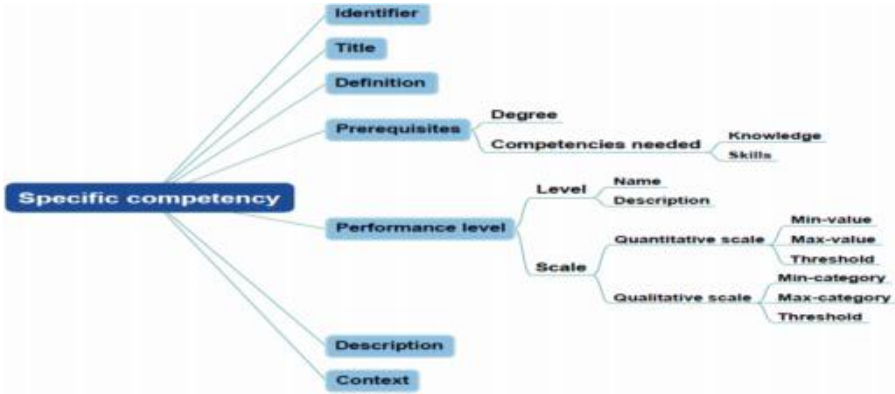 Identifier
Title
Definition
Prerequisites
Degree
Competencies needed
Knowledge
Skills
Specific competency
Performance level
Level
Name
Description
Scale
Quantitative scale
Min-value
Max-value
Threshold
Qualitative scale
Min-category
Max-category
Threshold
Description
Context